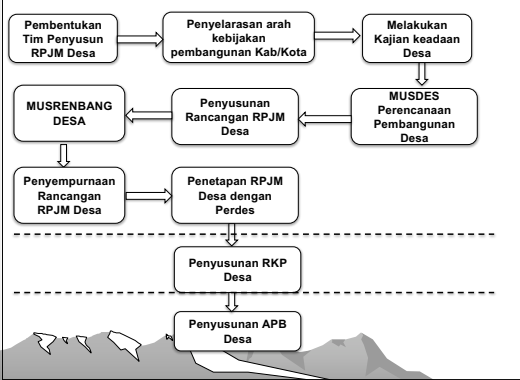 Pembentukan
Tim Penyusun
RPJM Desa
Penyelarasan arah
kebijakan
pembangunan Kab/Kota
Melakukan
Kajian keadaan
Desa
MUSDES
Perencanaan
Pembangunan
Desa
Penyusunan
Rancangan RPJM
Desa
MUSRENBANG
DESA
Penyempurnaan
Rancangan
RPJM Desa
Penetapan RPJM
Desa dengan
Perdes
Penyusunan RKP
Desa
Penyusunan APB
Desa